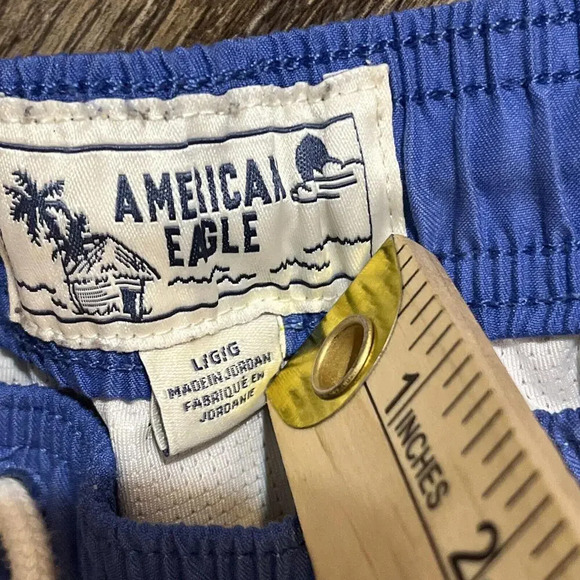 AMERICAN
EAGLE
L|G|G
MADE IN JORDAN
FABRIQUÉ EN
JORDANIE
1
INCHES
2